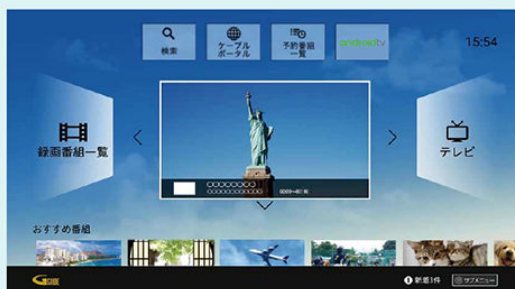 検索
ケーブル
ポータル
予約番組
一覧
androidtv
15:54
録画番組一覧
テレビ
おすすめ番組
GGUIDE
新着3件
サブメニュー